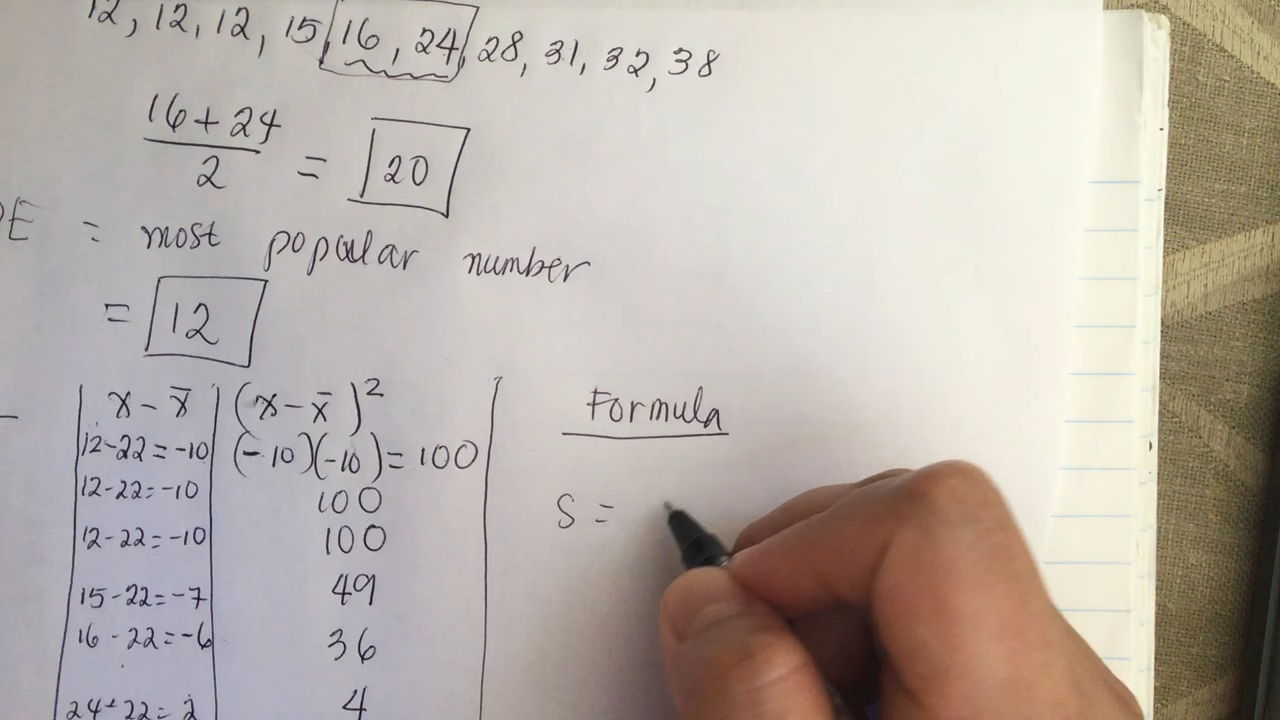 12, 12, 12, 15, 16, 24, 28, 31, 32, 38
16 + 24
2
= 20
DE = most popular number
= 12
x - x̄ (x - x̄)² Formula
12-22 = -10 (-10)(-10) = 100
12-22 = -10 100 S =
12-22 = -10 100
15-22 = -7 49
16-22 = -6 36
24-22 = 2 4